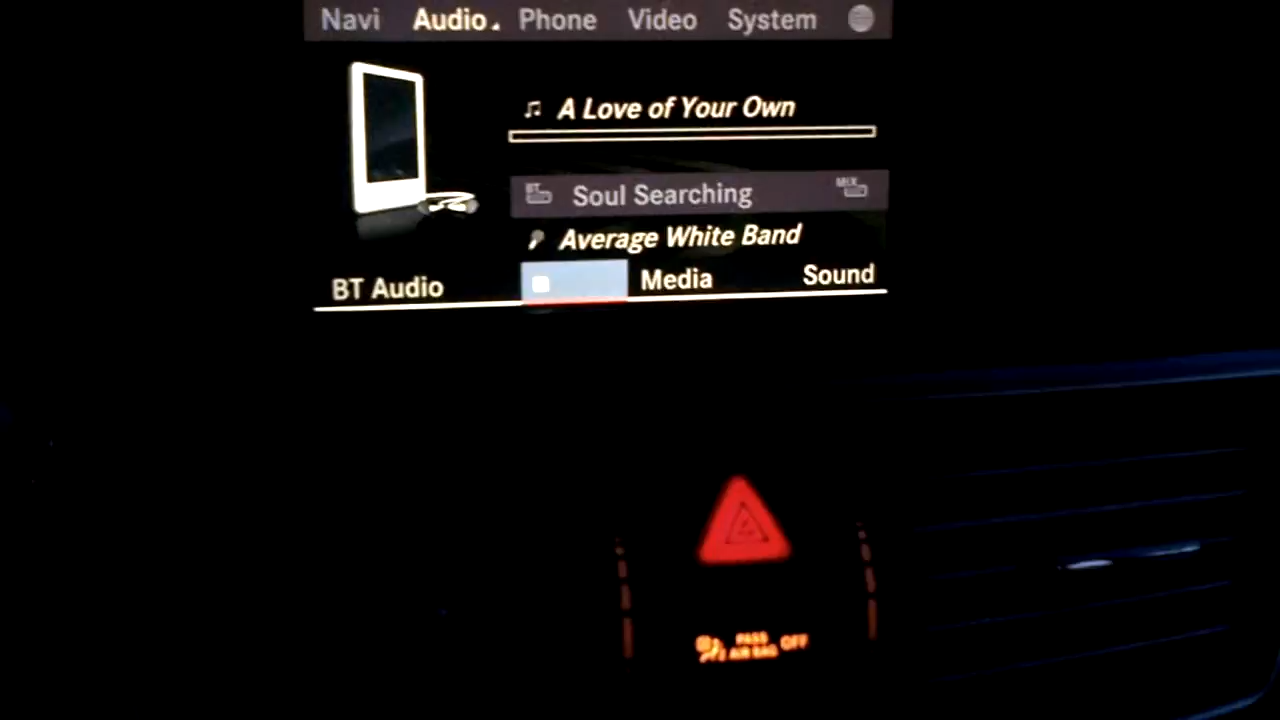 Navi Audio Phone Video System
A Love of Your Own
BT Soul Searching MIX
Average White Band
BT Audio Media Sound
PASS
AIR BAG OFF